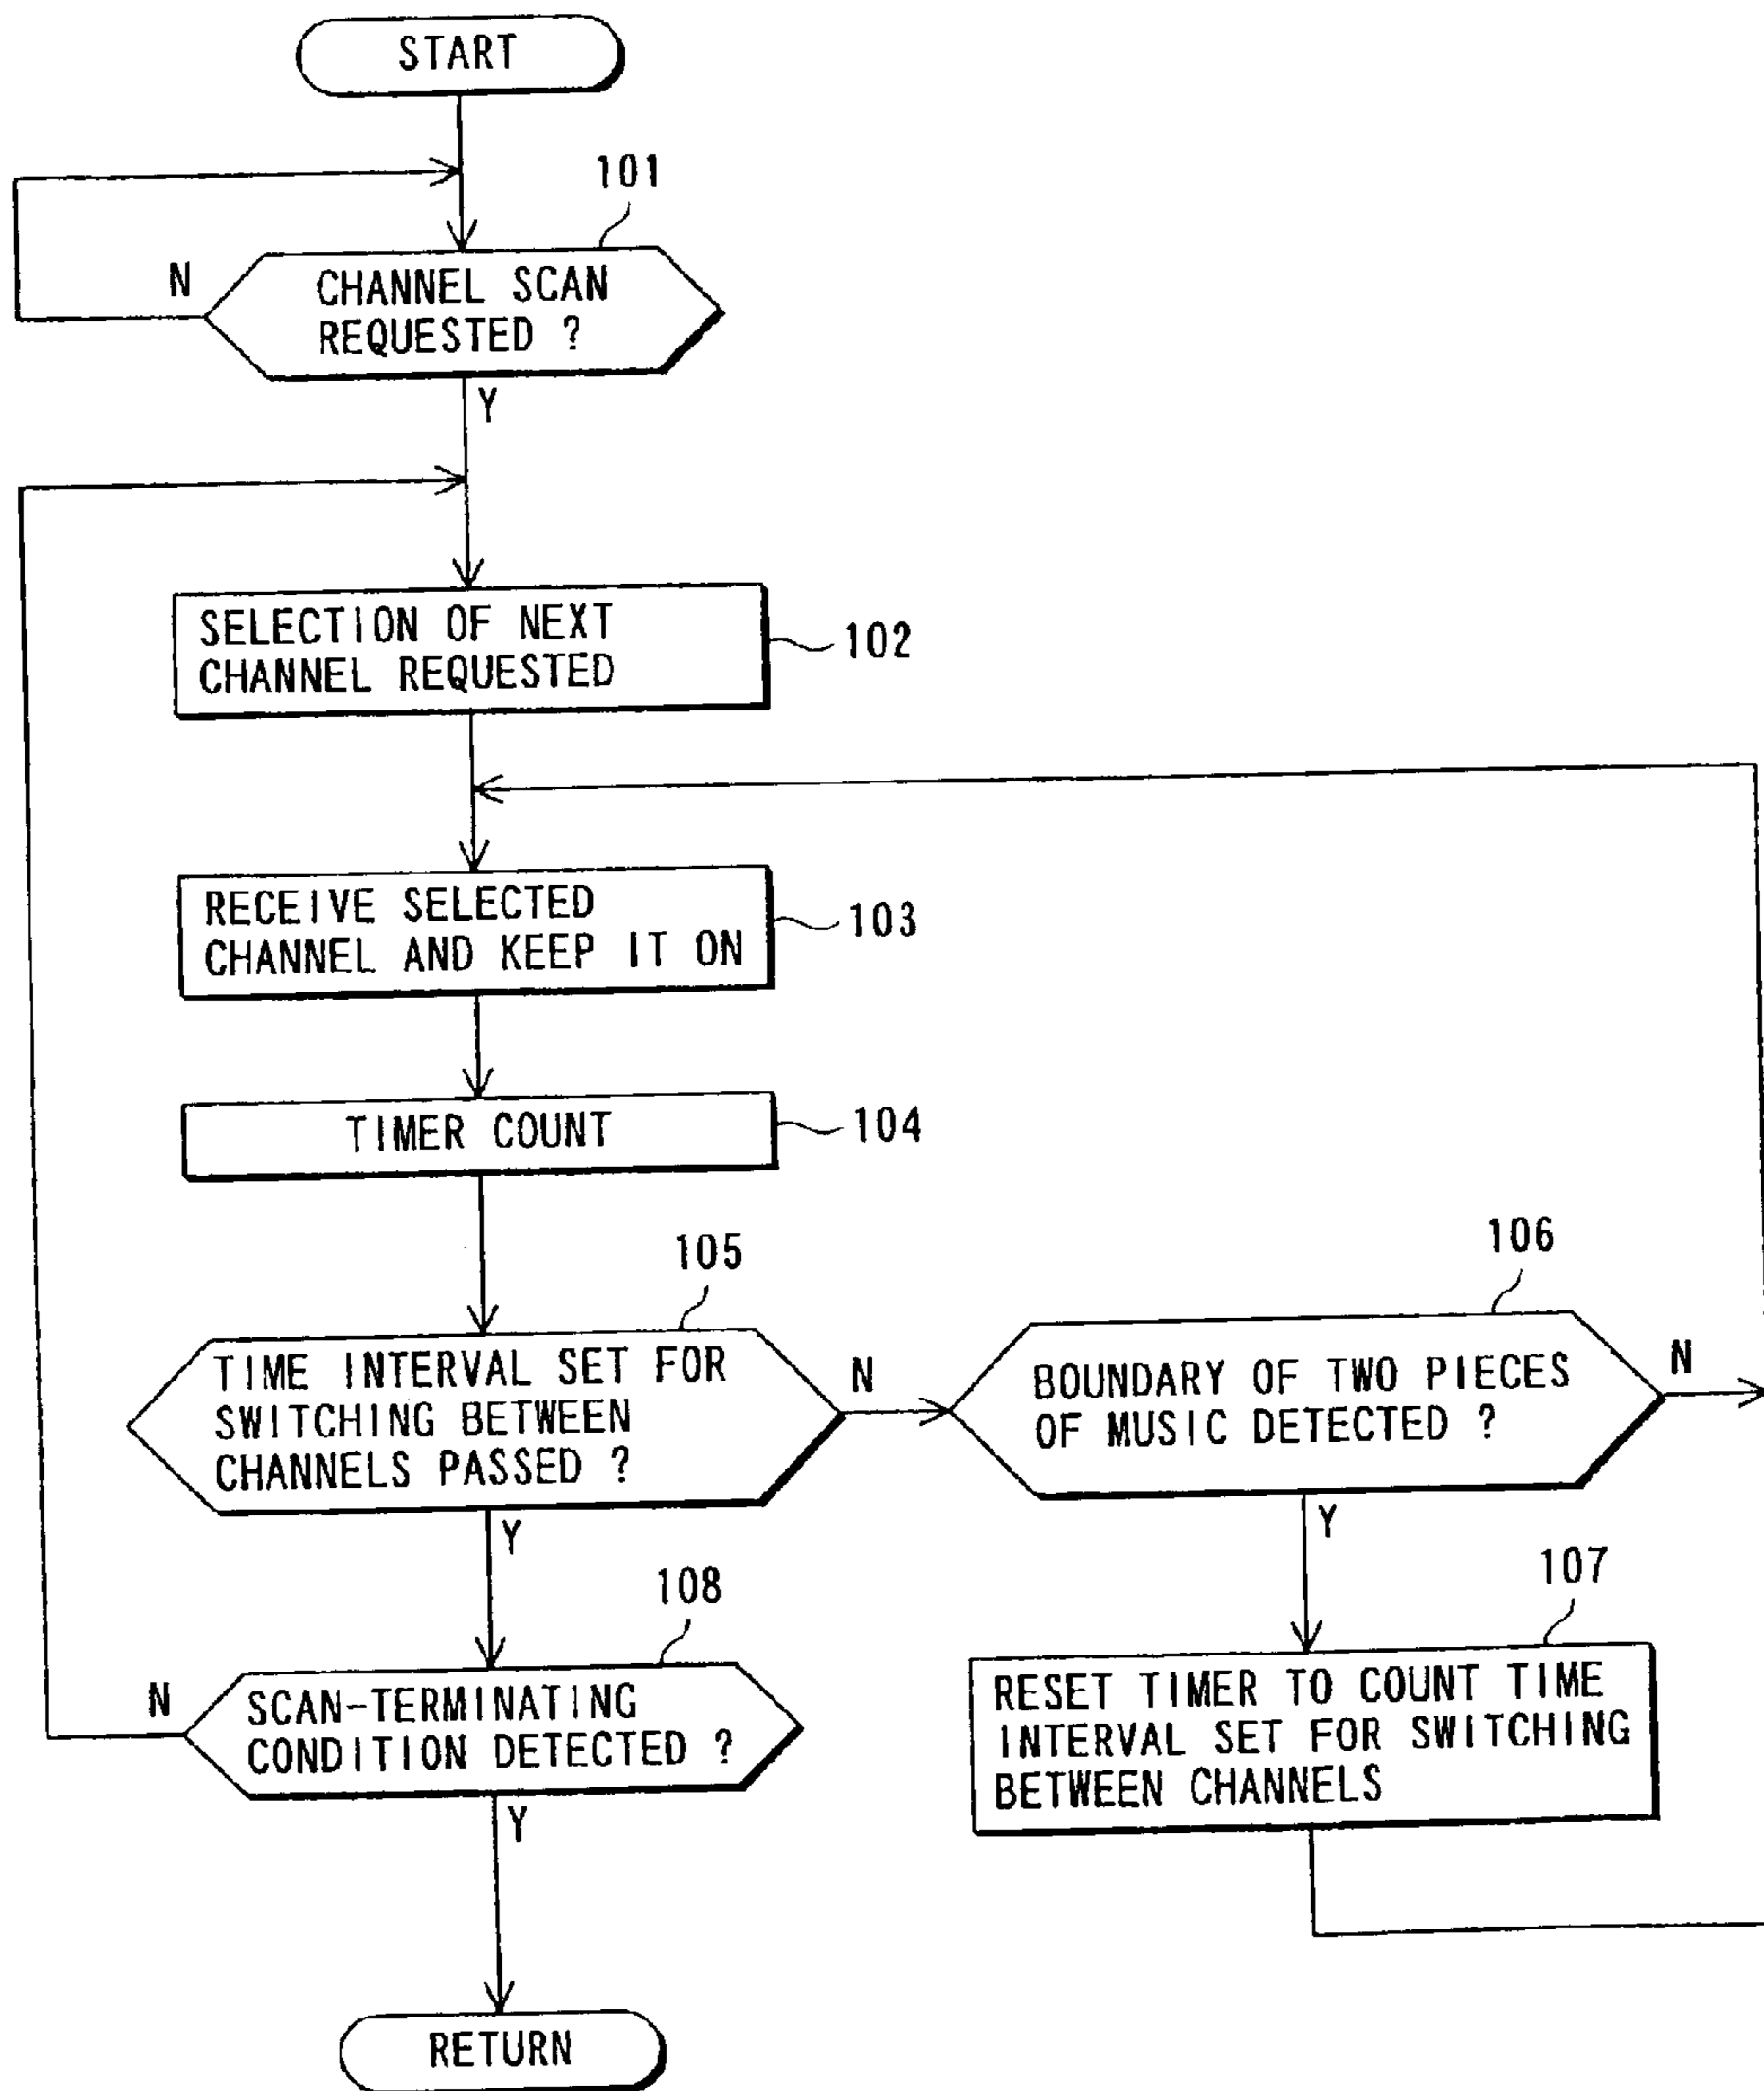 START
101
N
CHANNEL SCAN
REQUESTED ?
Y
SELECTION OF NEXT
CHANNEL REQUESTED
102
RECEIVE SELECTED
CHANNEL AND KEEP IT ON
103
TIMER COUNT
104
105
TIME INTERVAL SET FOR
SWITCHING BETWEEN
CHANNELS PASSED ?
N
Y
106
BOUNDARY OF TWO PIECES
OF MUSIC DETECTED ?
N
Y
107
RESET TIMER TO COUNT TIME
INTERVAL SET FOR SWITCHING
BETWEEN CHANNELS
108
N
SCAN-TERMINATING
CONDITION DETECTED ?
Y
RETURN